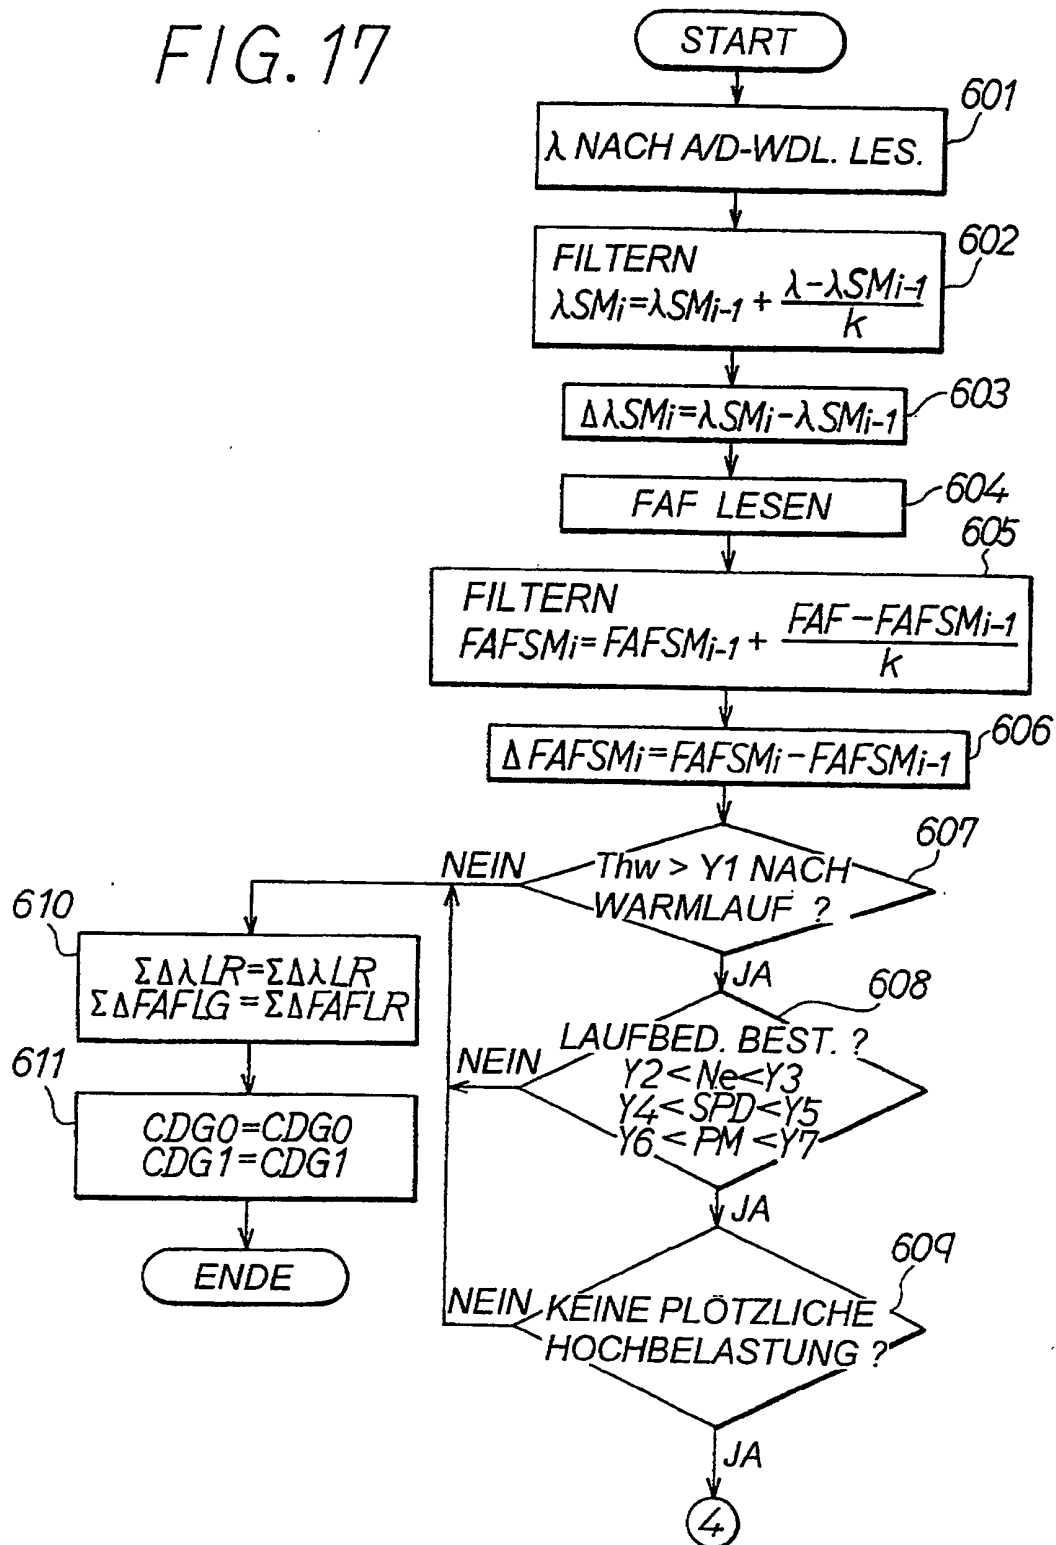 FIG. 17
START
601
λ NACH A/D-WDL. LES.
602
FILTERN
λSMi=λSMi-1 + (λ-λSMi-1)/k
603
ΔλSMi=λSMi-λSMi-1
604
FAF LESEN
605
FILTERN
FAFSMi=FAFSMi-1 + (FAF-FAFSMi-1)/k
606
ΔFAFSMi=FAFSMi-FAFSMi-1
607
Thw > Y1 NACH
WARMLAUF ?
NEIN
JA
610
ΣΔλLR=ΣΔλLR
ΣΔFAFLG=ΣΔFAFLR
608
LAUFBED. BEST. ?
Y2<Ne<Y3
Y4<SPD<Y5
Y6<PM<Y7
NEIN
JA
611
CDG0=CDG0
CDG1=CDG1
ENDE
609
KEINE PLÖTZLICHE
HOCHBELASTUNG ?
NEIN
JA
4